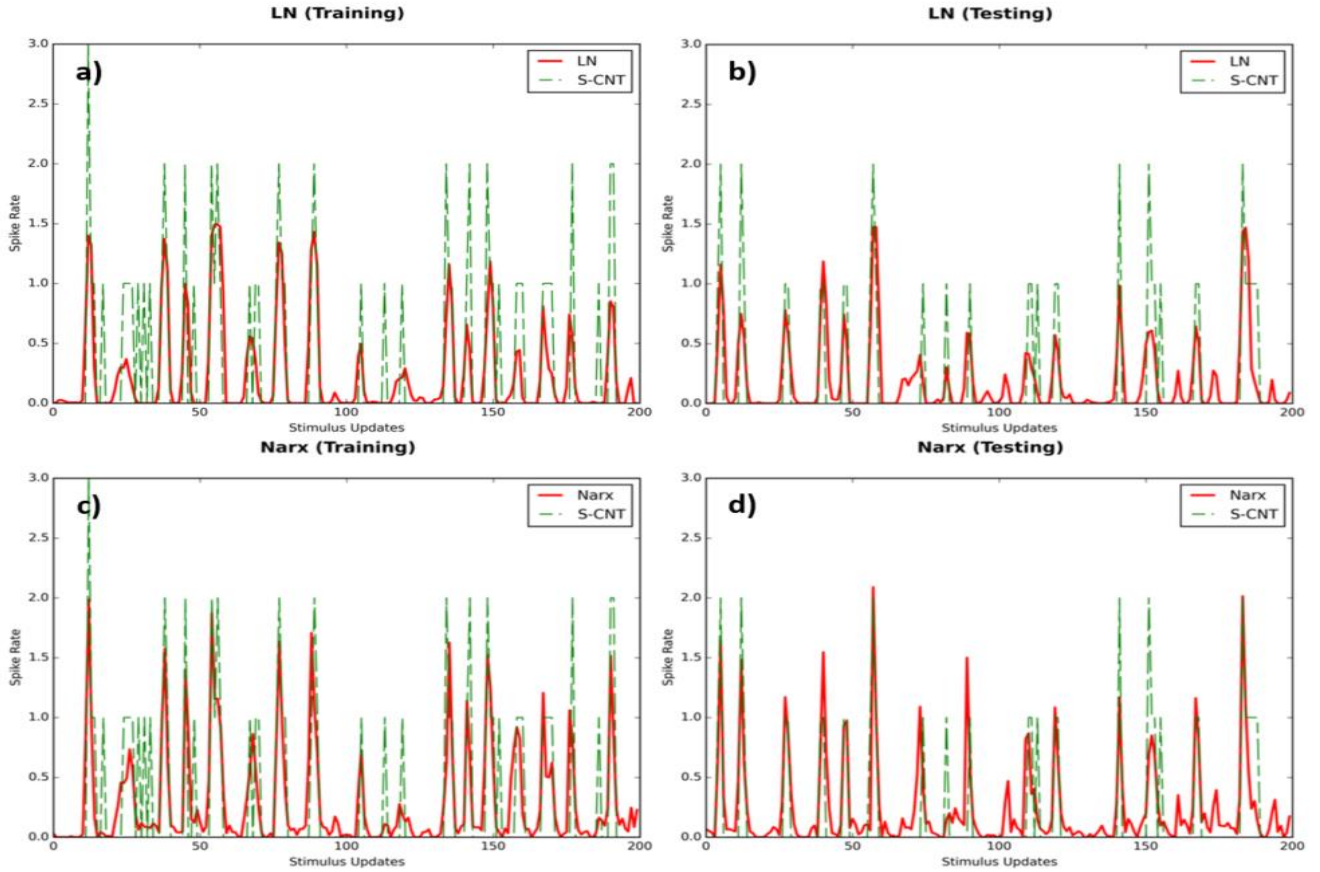 LN (Training)
3.0
2.5
2.0
1.5
1.0
0.5
0.0
Spike Rate
a)
LN
S-CNT
0
50
100
150
200
Stimulus Updates
LN (Testing)
3.0
2.5
2.0
1.5
1.0
0.5
0.0
Spike Rate
b)
LN
S-CNT
0
50
100
150
200
Stimulus Updates
Narx (Training)
3.0
2.5
2.0
1.5
1.0
0.5
0.0
Spike Rate
c)
Narx
S-CNT
0
50
100
150
200
Stimulus Updates
Narx (Testing)
3.0
2.5
2.0
1.5
1.0
0.5
0.0
Spike Rate
d)
Narx
S-CNT
0
50
100
150
200
Stimulus Updates